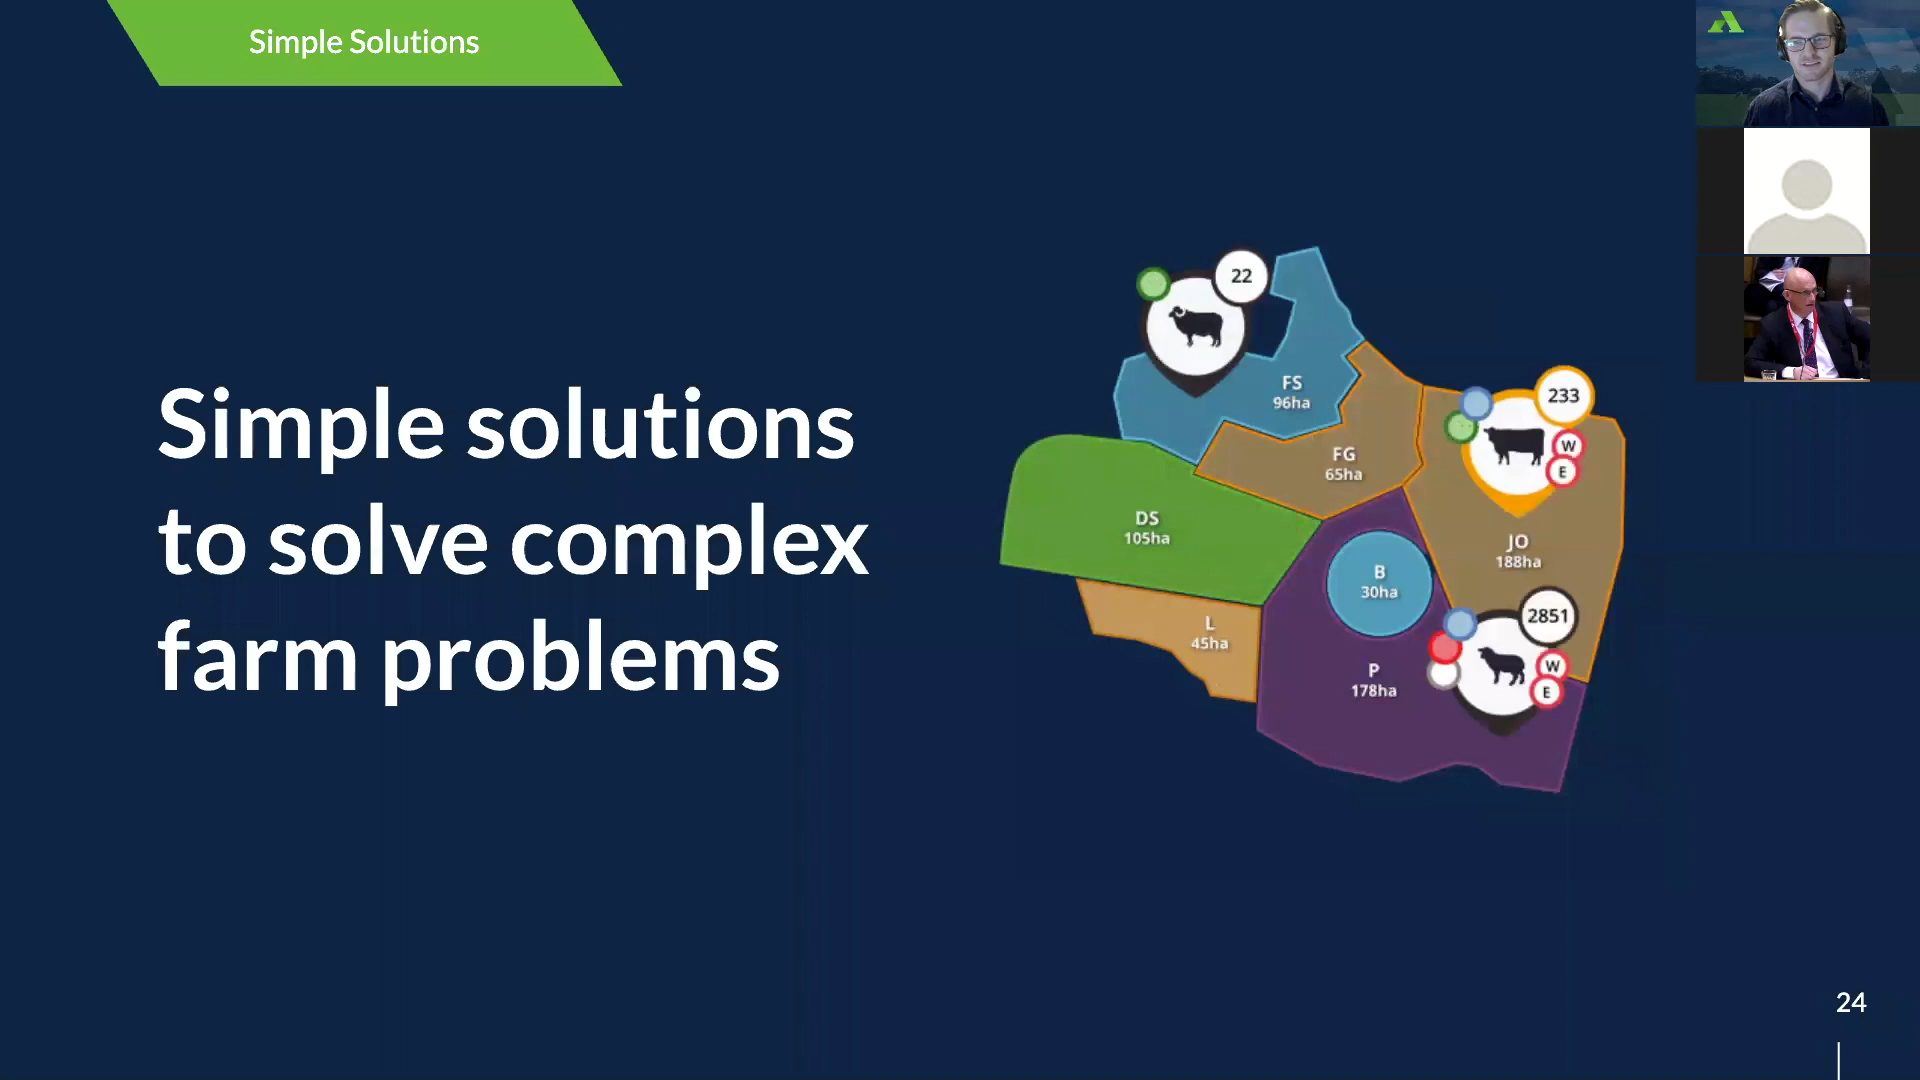 Simple Solutions
Simple solutions
to solve complex
farm problems
22
FS
96ha
233
W
E
FG
65ha
DS
105ha
JO
188ha
B
30ha
2851
L
45ha
W
E
P
178ha
24